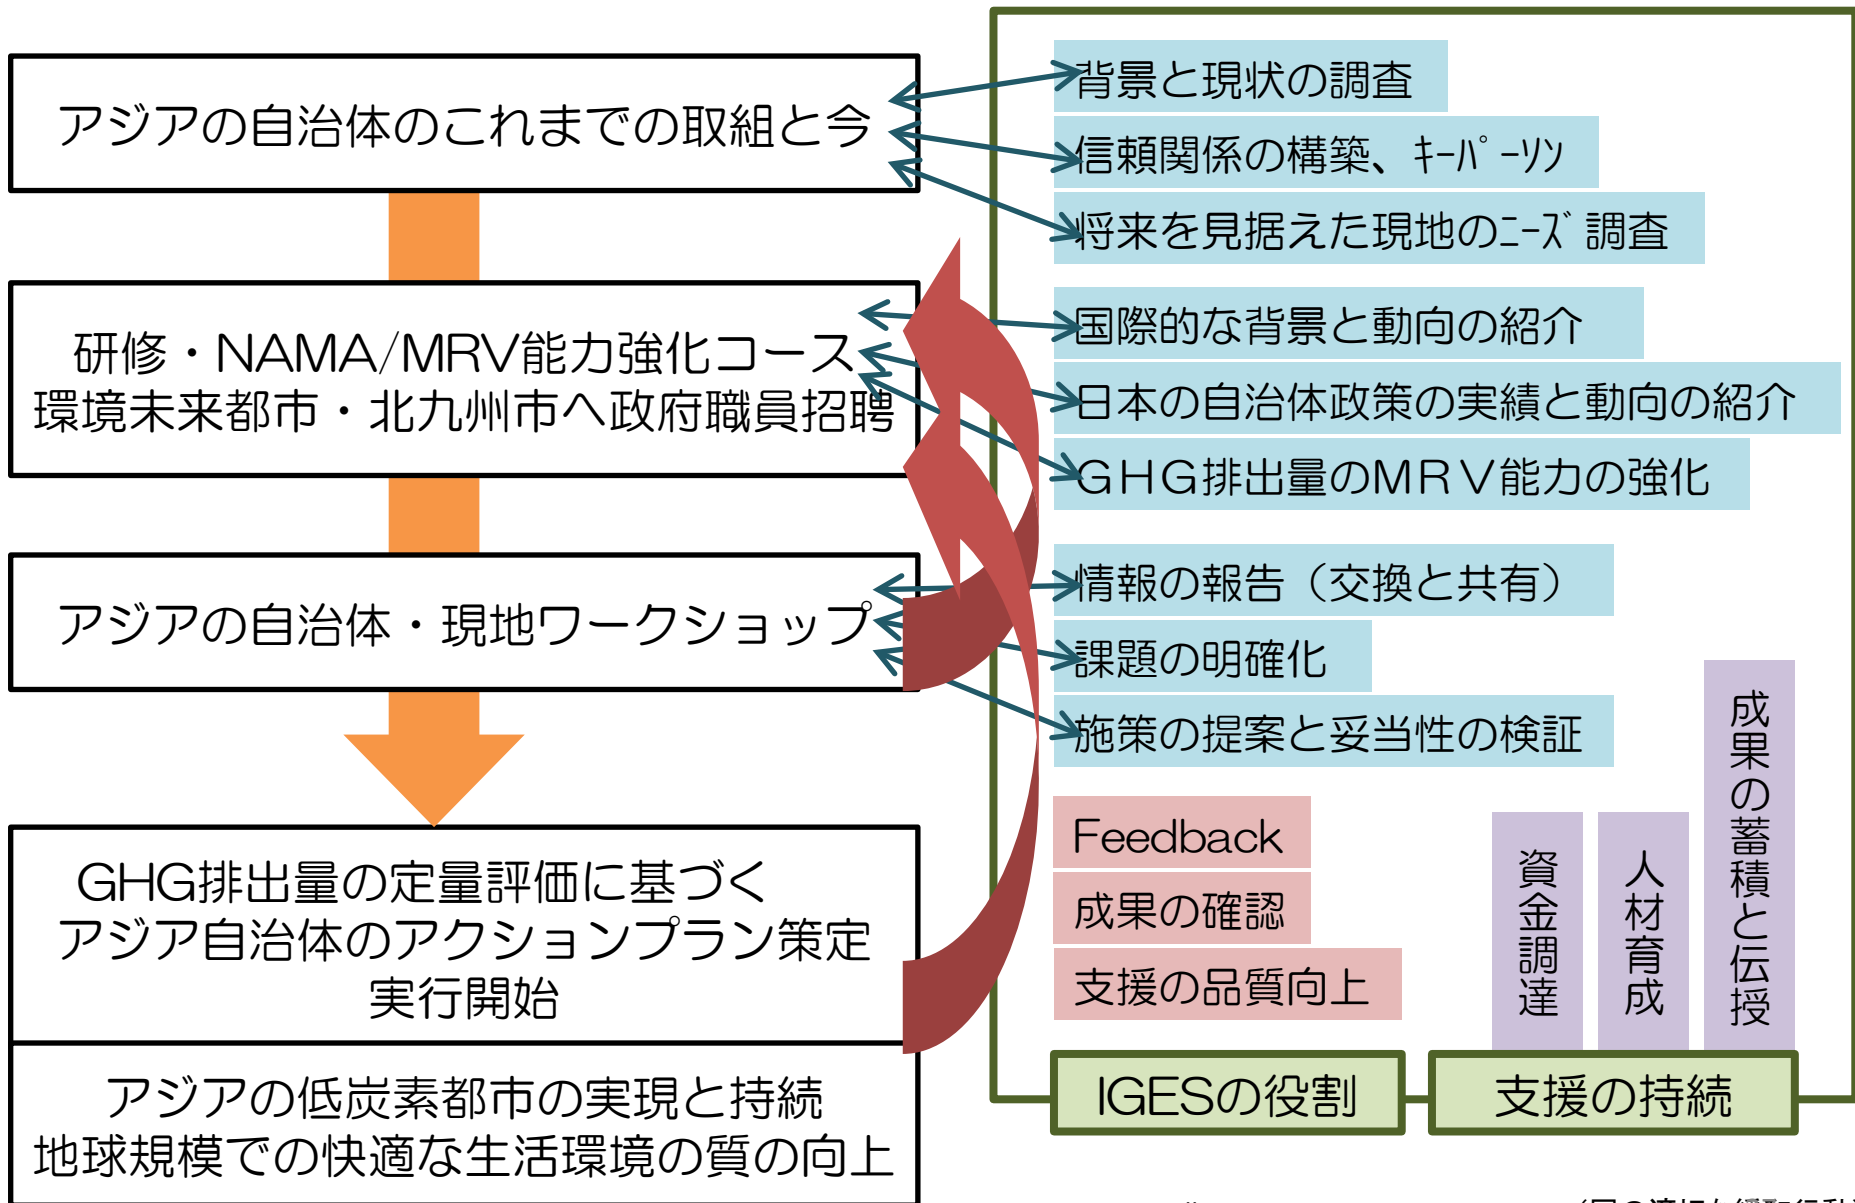 アジアの自治体のこれまでの取組と今
研修・NAMA/MRV能力強化コース
環境未来都市・北九州市へ政府職員招聘
アジアの自治体・現地ワークショップ
GHG排出量の定量評価に基づく
アジア自治体のアクションプラン策定
実行開始
アジアの低炭素都市の実現と持続
地球規模での快適な生活環境の質の向上
背景と現状の調査
信頼関係の構築、ｷｰﾊﾟｰｿﾝ
将来を見据えた現地のﾆｰｽﾞ調査
国際的な背景と動向の紹介
日本の自治体政策の実績と動向の紹介
ＧＨＧ排出量のＭＲＶ能力の強化
情報の報告（交換と共有）
課題の明確化
施策の提案と妥当性の検証
Feedback
成果の確認
支援の品質向上
資金調達
人材育成
成果の蓄積と伝授
IGESの役割
支援の持続